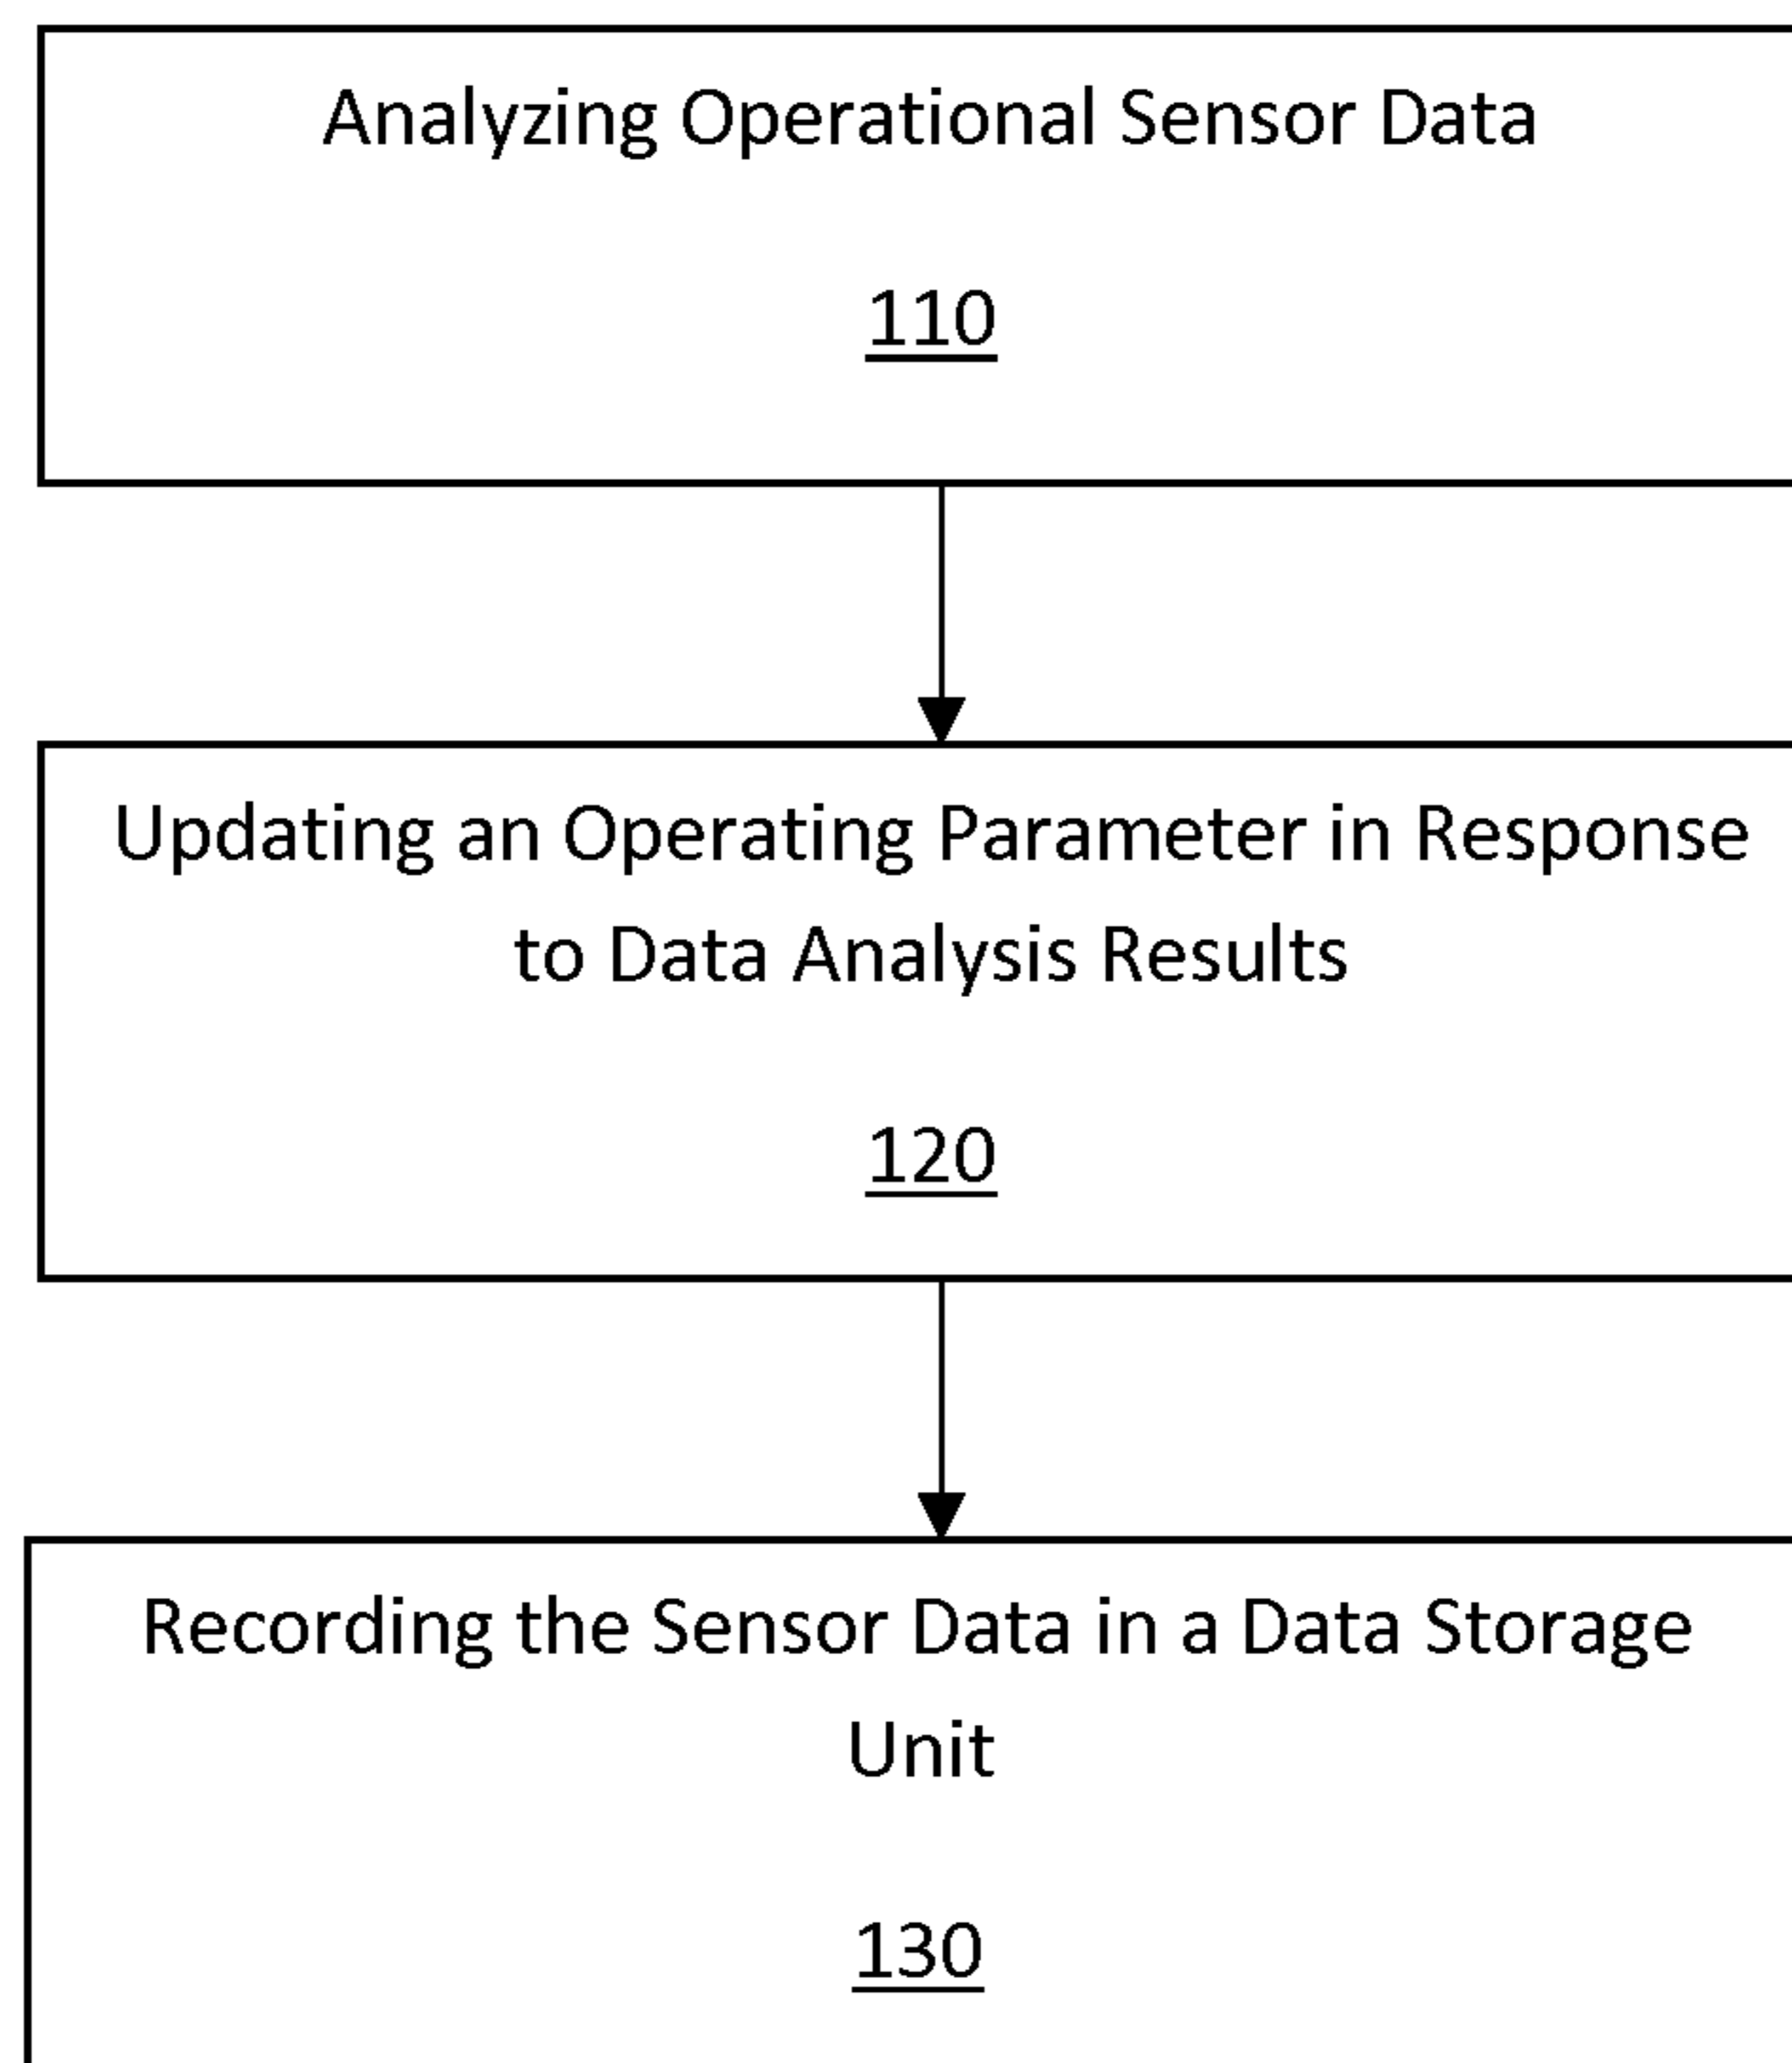 Analyzing Operational Sensor Data
110
Updating an Operating Parameter in Response
to Data Analysis Results
120
Recording the Sensor Data in a Data Storage
Unit
130